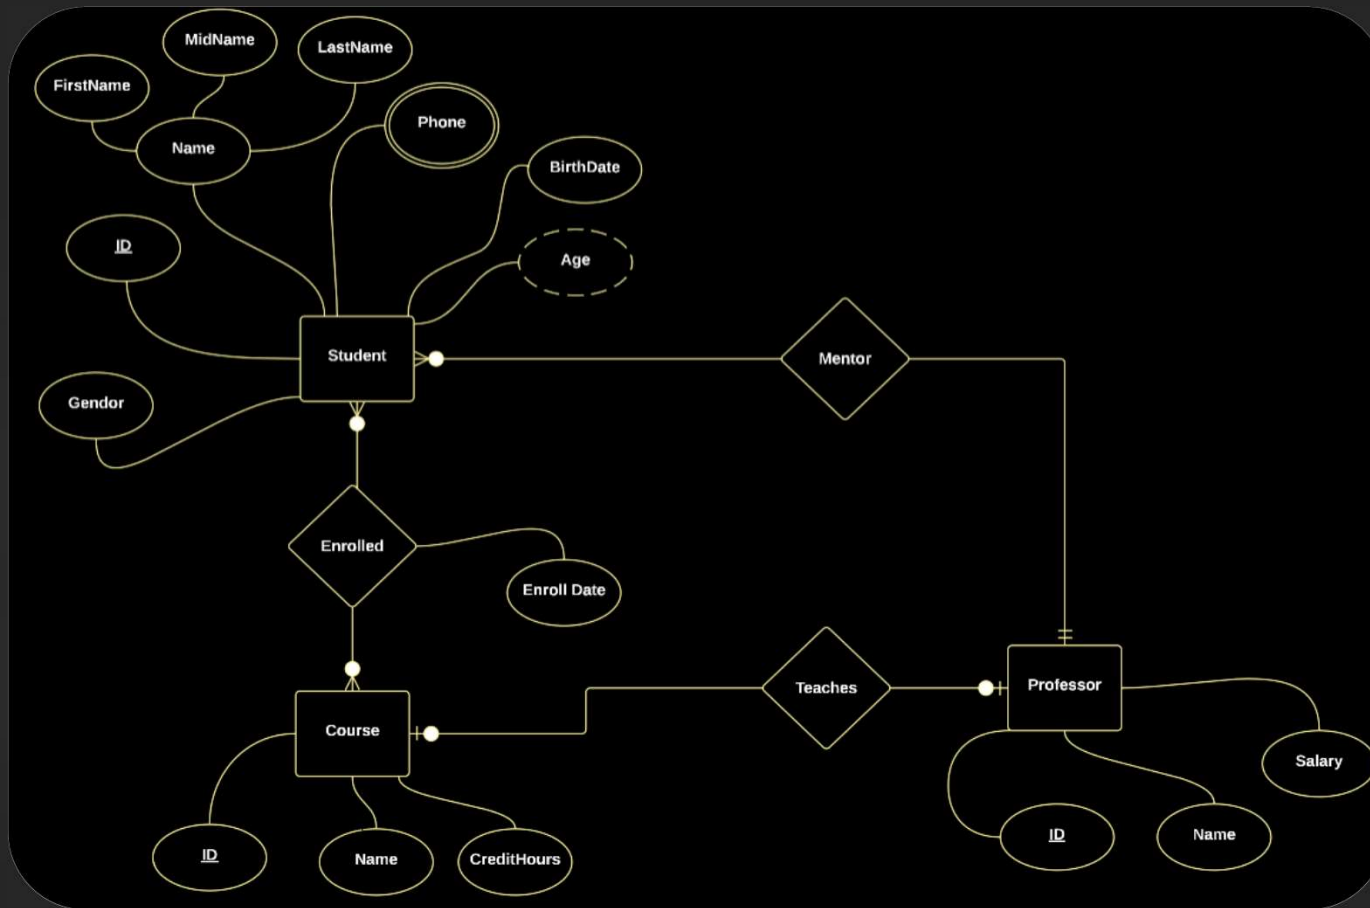 MidName
LastName
FirstName
Phone
Name
BirthDate
ID
Age
Student
Mentor
Gendor
Enrolled
Enroll Date
Teaches
Professor
Course
Salary
ID
Name
ID
Name
CreditHours